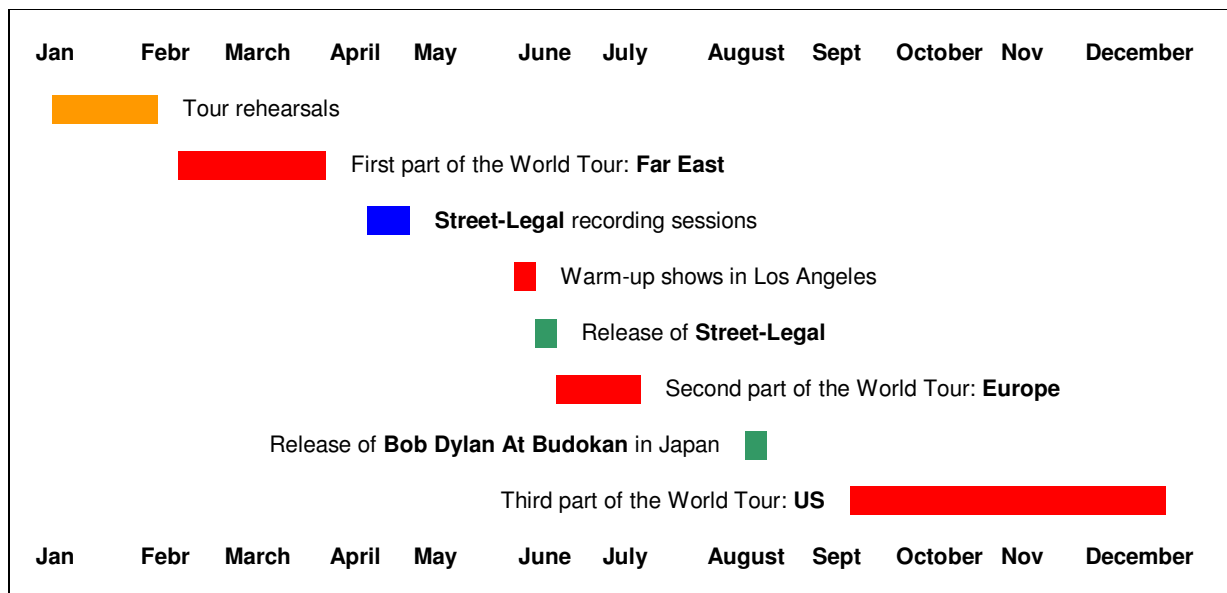 Jan Febr March April May June July August Sept October Nov December
Tour rehearsals
First part of the World Tour: Far East
Street-Legal recording sessions
Warm-up shows in Los Angeles
Release of Street-Legal
Second part of the World Tour: Europe
Release of Bob Dylan At Budokan in Japan
Third part of the World Tour: US
Jan Febr March April May June July August Sept October Nov December